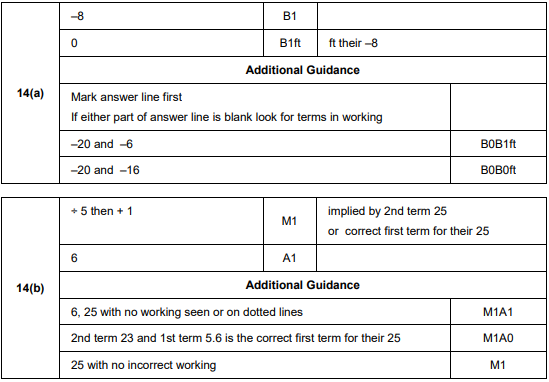 14(a)
–8 B1
0 B1ft ft their –8
Additional Guidance
Mark answer line first
If either part of answer line is blank look for terms in working
–20 and –6 B0B1ft
–20 and –16 B0B0ft
14(b)
÷ 5 then + 1 M1 implied by 2nd term 25
or correct first term for their 25
6 A1
Additional Guidance
6, 25 with no working seen or on dotted lines M1A1
2nd term 23 and 1st term 5.6 is the correct first term for their 25 M1A0
25 with no incorrect working M1